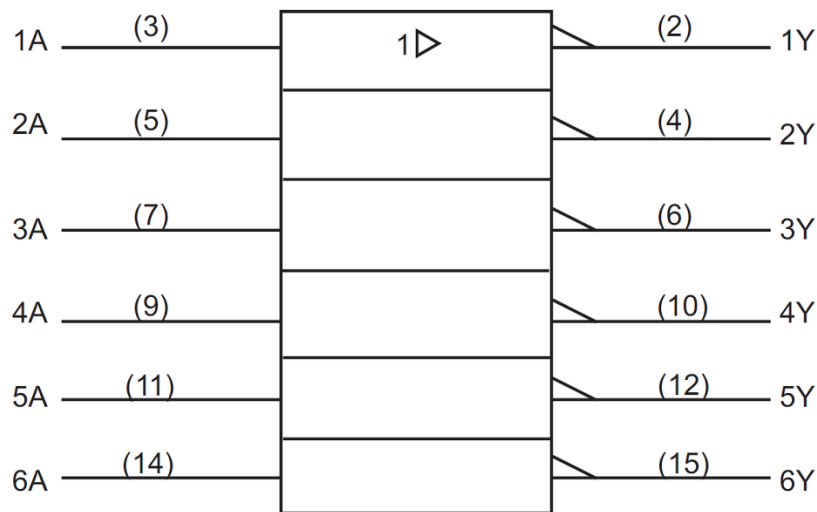 1A (3) 1▷ (2) 1Y
2A (5) (4) 2Y
3A (7) (6) 3Y
4A (9) (10) 4Y
5A (11) (12) 5Y
6A (14) (15) 6Y